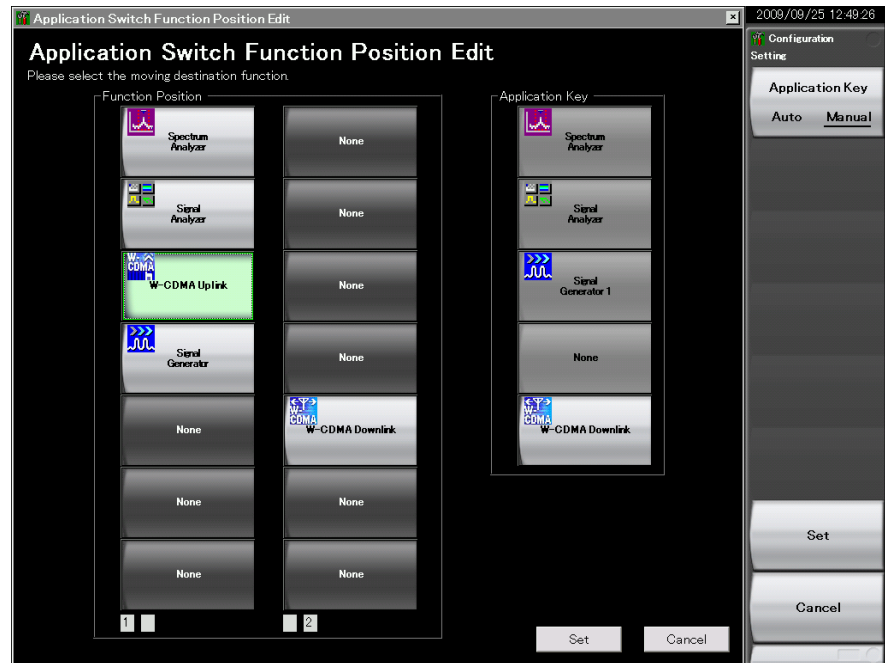 Application Switch Function Position Edit
2009/09/25 12:49:26
Configuration
Setting
Application Switch Function Position Edit
Please select the moving destination function.
Function Position
Application Key
Spectrum
Analyzer
None
Spectrum
Analyzer
Application Key
Auto Manual
Signal
Analyzer
None
Signal
Analyzer
W-CDMA
W-CDMA Uplink
None
Signal
Generator 1
Signal
Generator
None
None
None
W-CDMA
W-CDMA Downlink
W-CDMA
W-CDMA Downlink
None
None
None
None
1
2
Set
Cancel
Set
Cancel